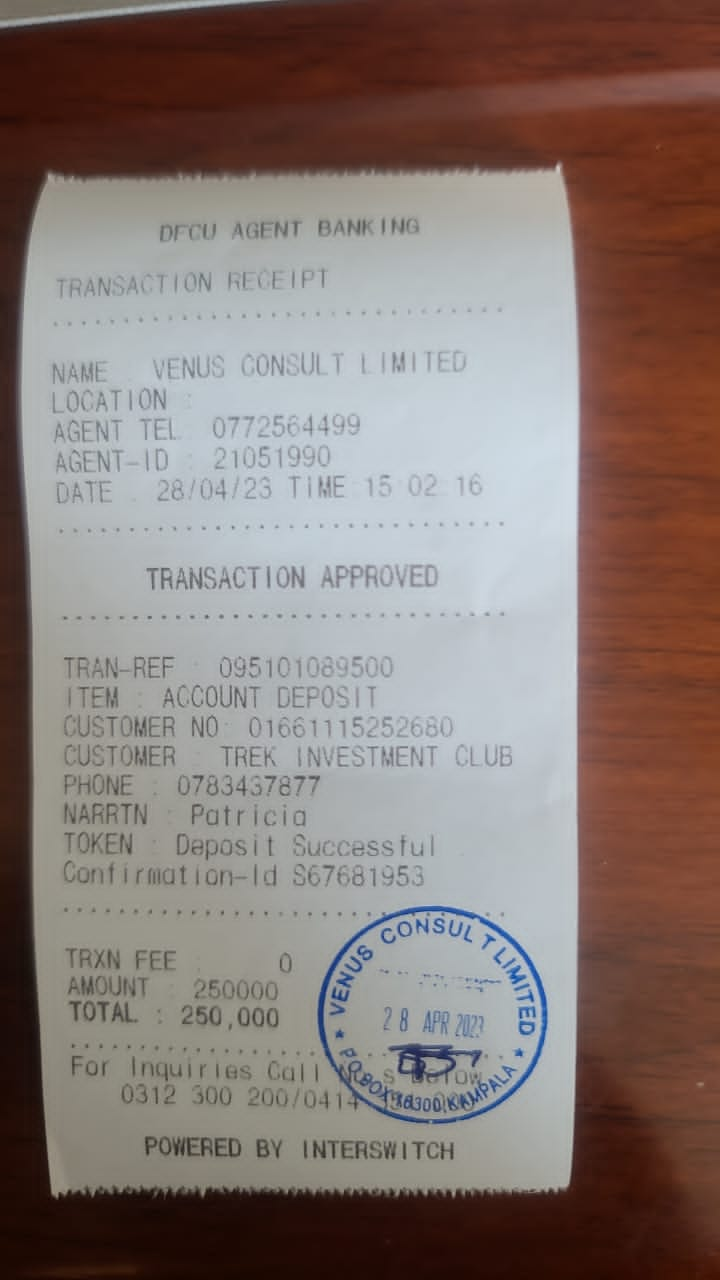 DFCU AGENT BANKING
TRANSACTION RECEIPT
NAME : VENUS CONSULT LIMITED
LOCATION :
AGENT TEL 0772564499
AGENT-ID : 21051990
DATE : 28/04/23 TIME:15:02:16
TRANSACTION APPROVED
TRAN-REF : 095101089500
ITEM : ACCOUNT DEPOSIT
CUSTOMER NO: 01661115252680
CUSTOMER : TREK INVESTMENT CLUB
PHONE : 0783437877
NARRTN : Patricia
TOKEN : Deposit Successful
Confirmation-Id S67681953
TRXN FEE : 0
AMOUNT : 250000
TOTAL : 250,000
VENUS CONSULT LIMITED
28 APR 2023
P.O.BOX 16300, KAMPALA
For Inquiries Call Below
0312 300 200/0414
POWERED BY INTERSWITCH